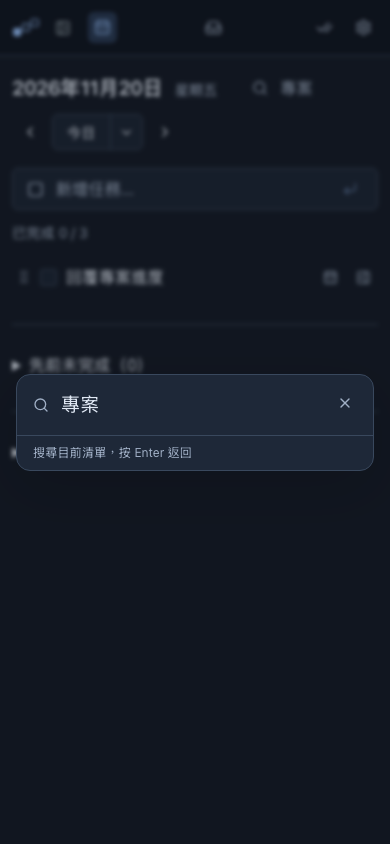 2026年11月20日 星期五 專案
今日
新增任務...
已完成 0 / 3
回覆專案進度
▶ 先前未完成 (0)
專案
搜尋目前清單，按 Enter 返回